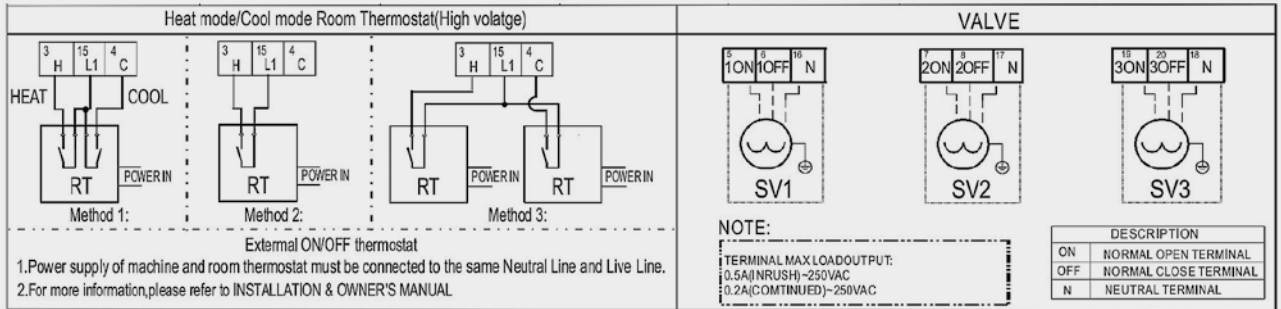 Heat mode/Cool mode Room Thermostat(High volatge)
3 15 4
H L1 C
HEAT COOL
RT
POWER IN
Method 1:
3 15 4
H L1 C
RT
POWER IN
Method 2:
3 15 4
H L1 C
RT
POWER IN
RT
POWER IN
Method 3:
External ON/OFF thermostat
1.Power supply of machine and room thermostat must be connected to the same Neutral Line and Live Line.
2.For more information,please refer to INSTALLATION & OWNER'S MANUAL
VALVE
5 6 16
1ON 1OFF N
SV1
7 8 17
2ON 2OFF N
SV2
19 20 18
3ON 3OFF N
SV3
NOTE:
TERMINAL MAX LOADOUTPUT:
0.5A(INRUSH)~250VAC
0.2A(COMTINUED)~250VAC
DESCRIPTION
ON NORMAL OPEN TERMINAL
OFF NORMAL CLOSE TERMINAL
N NEUTRAL TERMINAL